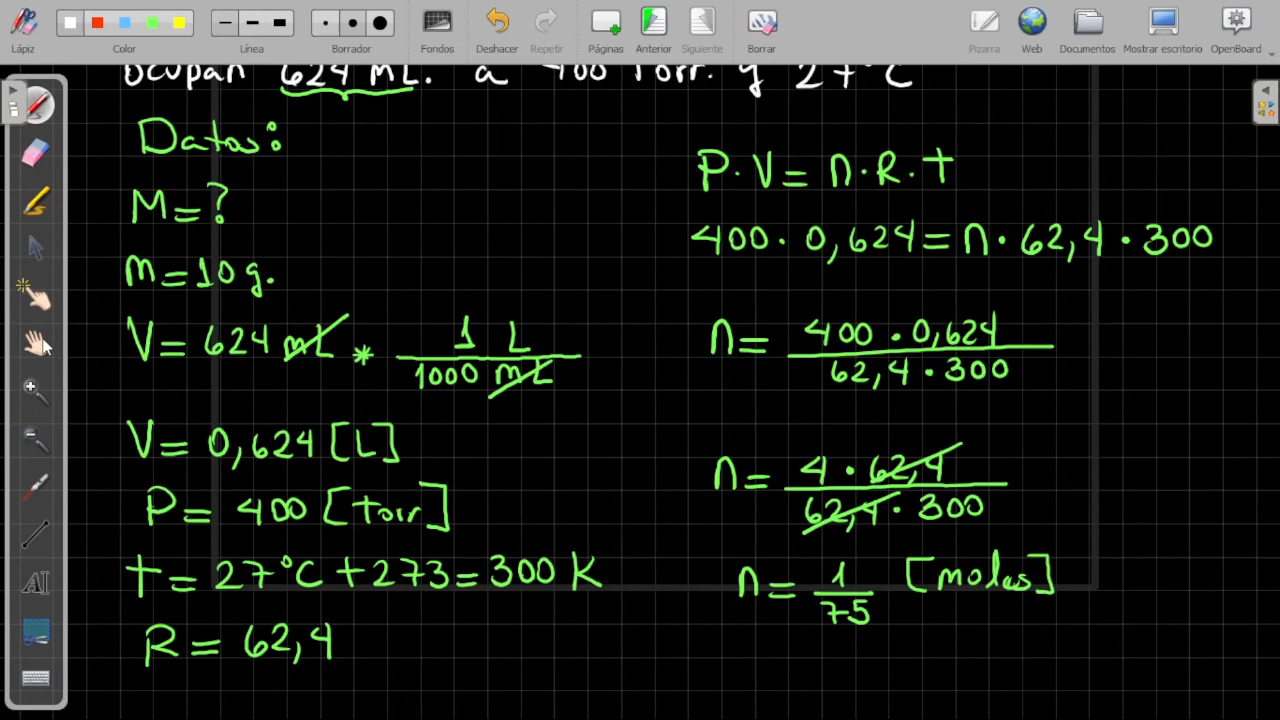 Lápiz Color Línea Borrador Fondos Deshacer Repetir Páginas Anterior Siguiente Borrar Pizarra Web Documentos Mostrar escritorio OpenBoard
ocupan 624 mL. a 400 Torr. y 27°C
Datos:
M = ?
m = 10 g.
V = 624 mL * 1 L / 1000 mL
V = 0,624 [L]
P = 400 [torr]
t = 27°C + 273 = 300 K
R = 62,4
P · V = n · R · t
400 · 0,624 = n · 62,4 · 300
n = 400 · 0,624 / 62,4 · 300
n = 4 · 62,4 / 62,4 · 300
n = 1 / 75 [moles]
AI